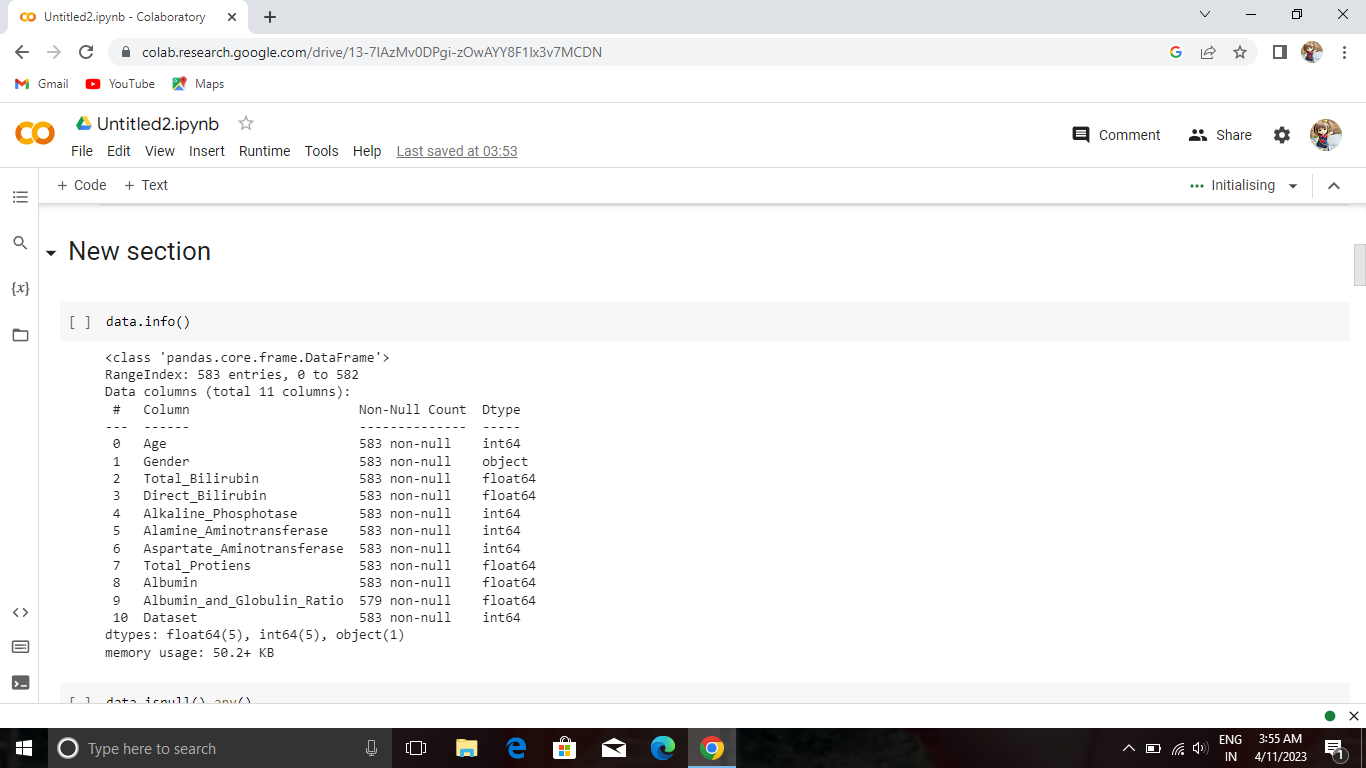 Untitled2.ipynb - Colaboratory
colab.research.google.com/drive/13-7lAzMv0DPgi-zOwAYY8F1lx3v7MCDN
Gmail YouTube Maps
Untitled2.ipynb
File Edit View Insert Runtime Tools Help Last saved at 03:53
Comment Share
+ Code + Text
Initialising
New section
[ ] data.info()
<class 'pandas.core.frame.DataFrame'>
RangeIndex: 583 entries, 0 to 582
Data columns (total 11 columns):
 #   Column                      Non-Null Count  Dtype
---  ------                      --------------  -----
 0   Age                         583 non-null    int64
 1   Gender                      583 non-null    object
 2   Total_Bilirubin             583 non-null    float64
 3   Direct_Bilirubin            583 non-null    float64
 4   Alkaline_Phosphotase        583 non-null    int64
 5   Alamine_Aminotransferase    583 non-null    int64
 6   Aspartate_Aminotransferase  583 non-null    int64
 7   Total_Protiens              583 non-null    float64
 8   Albumin                     583 non-null    float64
 9   Albumin_and_Globulin_Ratio  579 non-null    float64
 10  Dataset                     583 non-null    int64
dtypes: float64(5), int64(5), object(1)
memory usage: 50.2+ KB
[ ] data.isnull().any()
Type here to search
ENG
IN
3:55 AM
4/11/2023
1